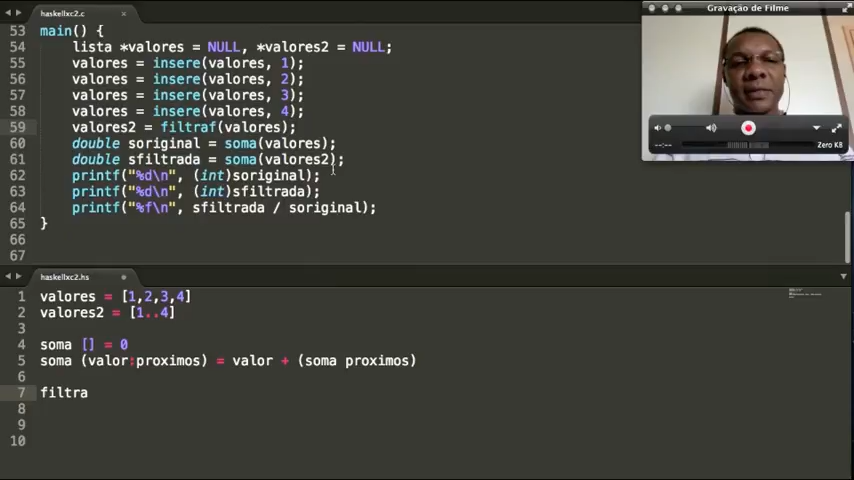 haskellxc2.c
Gravação de Filme
53 main() {
54 lista *valores = NULL, *valores2 = NULL;
55 valores = insere(valores, 1);
56 valores = insere(valores, 2);
57 valores = insere(valores, 3);
58 valores = insere(valores, 4);
59 valores2 = filtraf(valores);
60 double soriginal = soma(valores);
61 double sfiltrada = soma(valores2);
62 printf("%d\n", (int)soriginal);
63 printf("%d\n", (int)sfiltrada);
64 printf("%f\n", sfiltrada / soriginal);
65 }
66
67
--:--
Zero KB
haskellxc2.hs
1 valores = [1,2,3,4]
2 valores2 = [1..4]
3
4 soma [] = 0
5 soma (valor:proximos) = valor + (soma proximos)
6
7 filtra
8
9
10